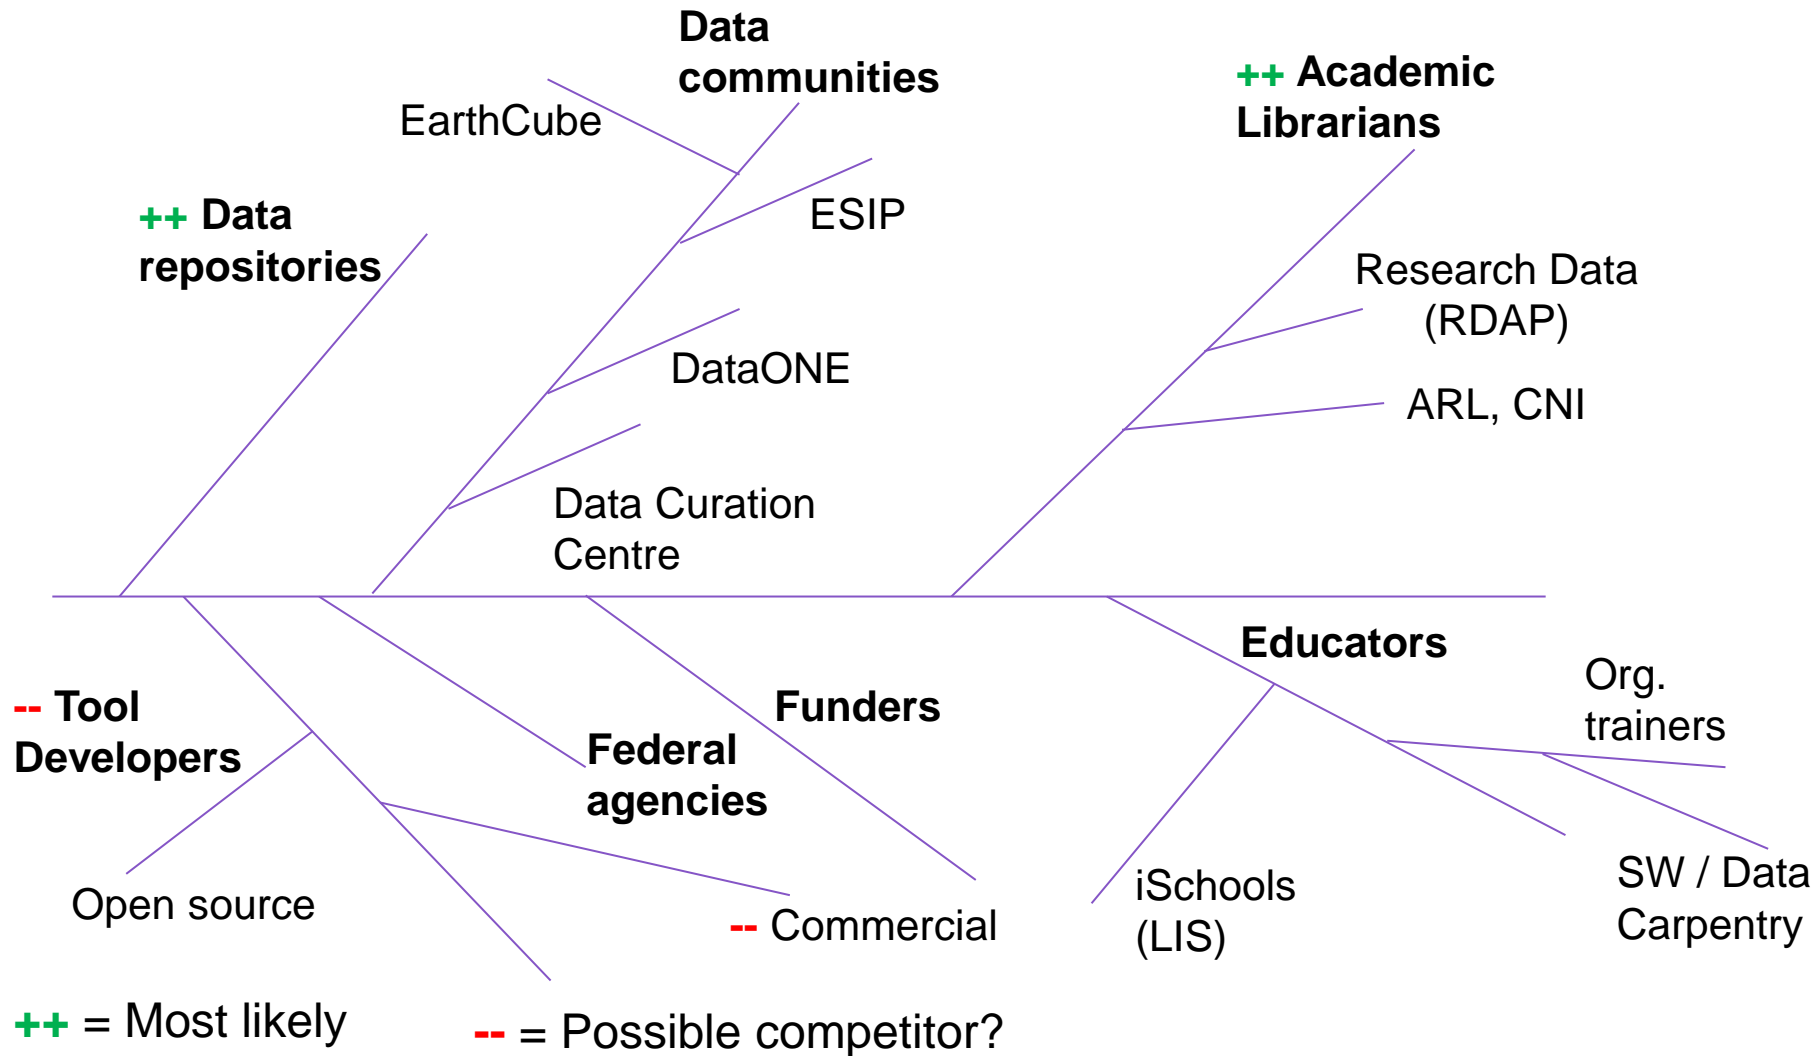 Data
communities
++ Academic
Librarians
EarthCube
++ Data
repositories
ESIP
Research Data
(RDAP)
DataONE
ARL, CNI
Data Curation
Centre
Educators
Org.
trainers
-- Tool
Developers
Funders
Federal
agencies
Open source
-- Commercial
iSchools
(LIS)
SW / Data
Carpentry
++ = Most likely
-- = Possible competitor?